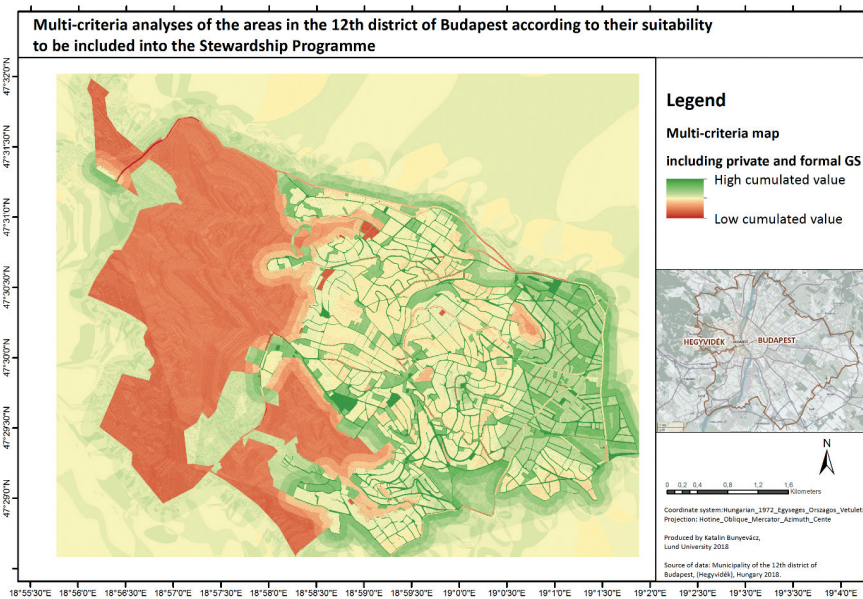 Multi-criteria analyses of the areas in the 12th district of Budapest according to their suitability
to be included into the Stewardship Programme
47°32'0"N
47°31'30"N
47°31'0"N
47°30'30"N
47°30'0"N
47°29'30"N
47°29'0"N
Legend
Multi-criteria map
including private and formal GS
High cumulated value
Low cumulated value
HEGYVIDÉK
BUDAPEST
N
0 0,2 0,4 0,8 1,2 1,6
Kilometers
Coordinate system:Hungarian_1972_Egyseges_Orszagos_Vetuleti
Projection: Hotine_Oblique_Mercator_Azimuth_Cente
Produced by Katalin Bunyevácz,
Lund University 2018
Source of data: Municipality of the 12th district of
Budapest, (Hegyvidék), Hungary 2018.
18°55'30"E 18°56'0"E 18°56'30"E 18°57'0"E 18°57'30"E 18°58'0"E 18°58'30"E 18°59'0"E 18°59'30"E 19°0'0"E 19°0'30"E 19°1'0"E 19°1'30"E 19°2'0"E 19°2'30"E 19°3'0"E 19°3'30"E 19°4'0"E